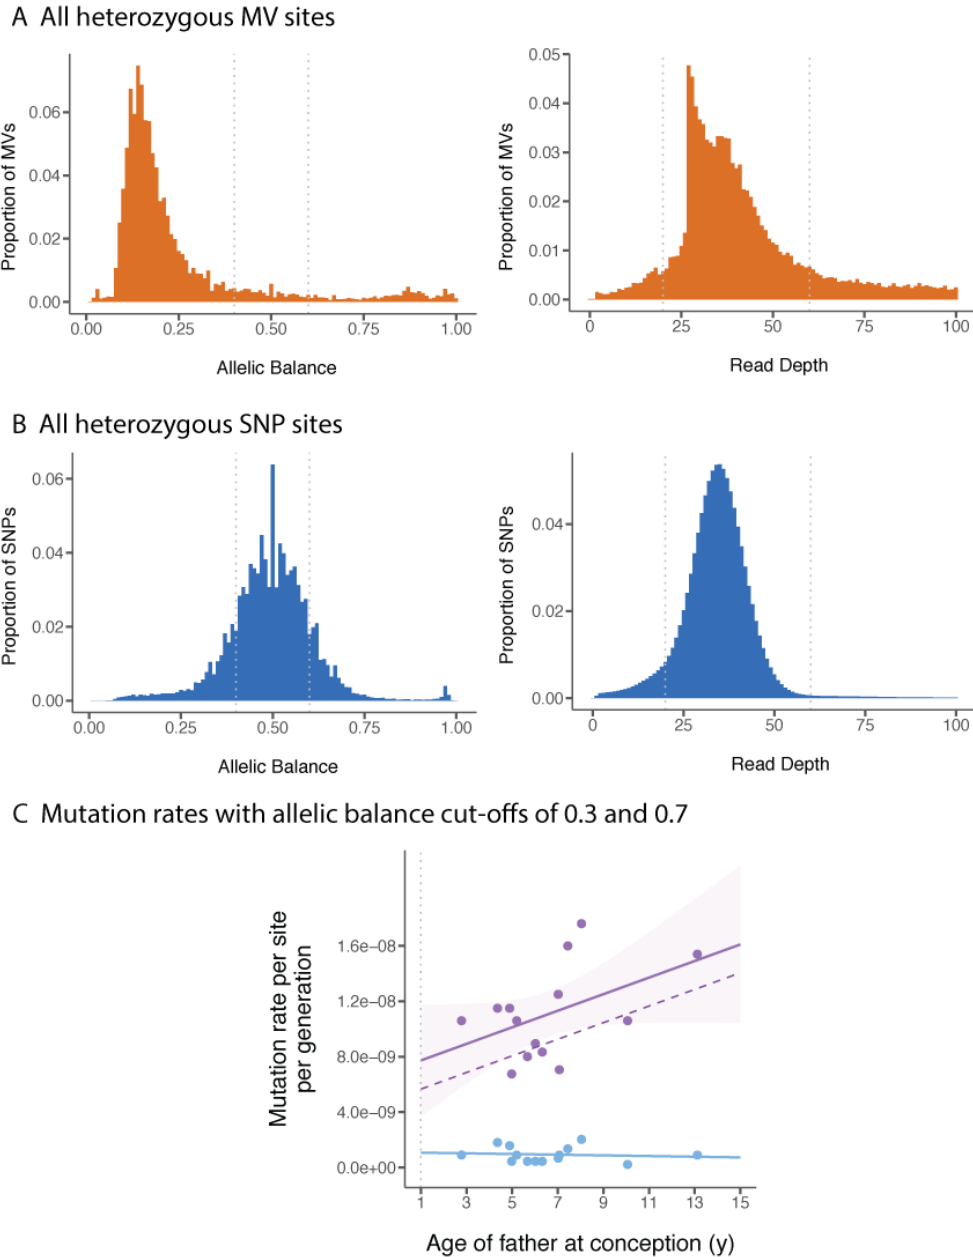 A All heterozygous MV sites
Proportion of MVs
0.06
0.04
0.02
0.00
0.00 0.25 0.50 0.75 1.00
Allelic Balance
Proportion of MVs
0.05
0.04
0.03
0.02
0.01
0.00
0 25 50 75 100
Read Depth
B All heterozygous SNP sites
Proportion of SNPs
0.06
0.04
0.02
0.00
0.00 0.25 0.50 0.75 1.00
Allelic Balance
Proportion of SNPs
0.04
0.02
0.00
0 25 50 75 100
Read Depth
C Mutation rates with allelic balance cut-offs of 0.3 and 0.7
Mutation rate per site
per generation
1.6e−08
1.2e−08
8.0e−09
4.0e−09
0.0e+00
1 3 5 7 9 11 13 15
Age of father at conception (y)